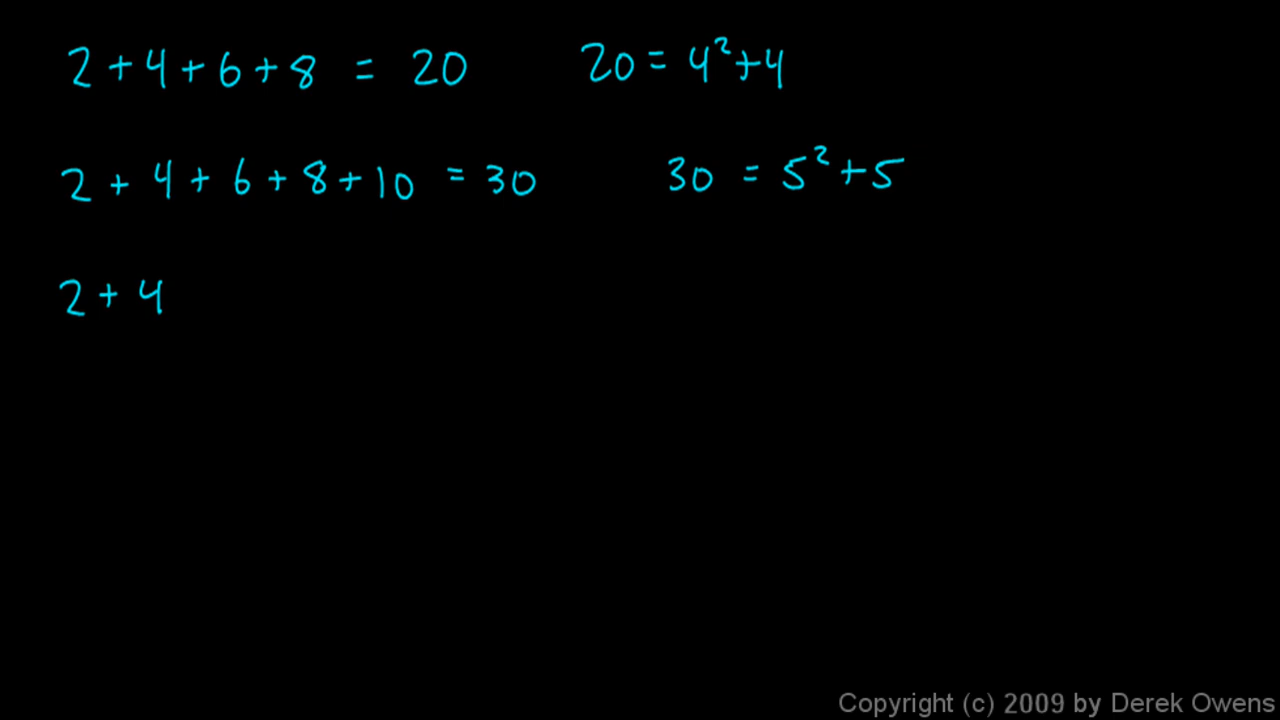 2 + 4 + 6 + 8 = 20 20 = 4² + 4
2 + 4 + 6 + 8 + 10 = 30 30 = 5² + 5
2 + 4
Copyright (c) 2009 by Derek Owens